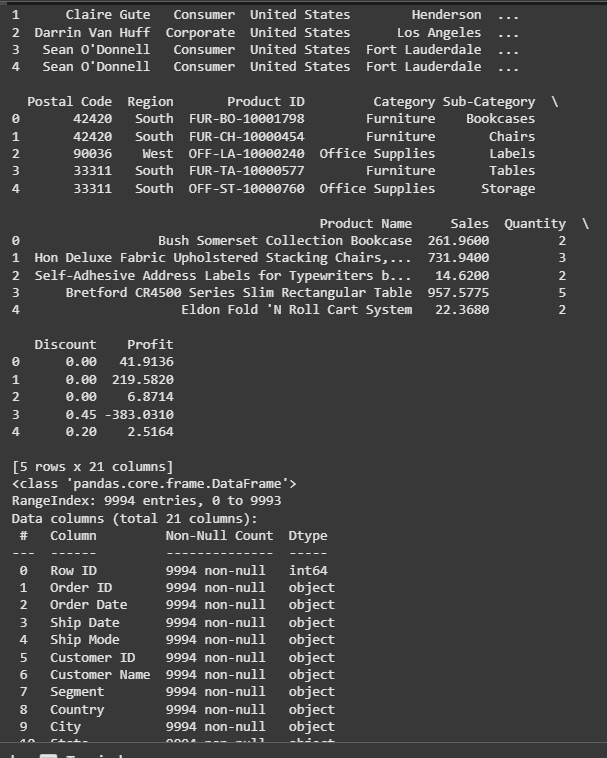 1      Claire Gute   Consumer  United States        Henderson  ...
2  Darrin Van Huff  Corporate  United States      Los Angeles  ...
3   Sean O'Donnell   Consumer  United States  Fort Lauderdale  ...
4   Sean O'Donnell   Consumer  United States  Fort Lauderdale  ...
  Postal Code  Region       Product ID         Category Sub-Category  \
0       42420   South  FUR-BO-10001798        Furniture    Bookcases
1       42420   South  FUR-CH-10000454        Furniture       Chairs
2       90036    West  OFF-LA-10000240  Office Supplies       Labels
3       33311   South  FUR-TA-10000577        Furniture       Tables
4       33311   South  OFF-ST-10000760  Office Supplies      Storage
                                        Product Name     Sales  Quantity  \
0                   Bush Somerset Collection Bookcase  261.9600         2
1  Hon Deluxe Fabric Upholstered Stacking Chairs,...  731.9400         3
2  Self-Adhesive Address Labels for Typewriters b...   14.6200         2
3       Bretford CR4500 Series Slim Rectangular Table  957.5775         5
4                      Eldon Fold 'N Roll Cart System   22.3680         2
   Discount    Profit
0      0.00   41.9136
1      0.00  219.5820
2      0.00    6.8714
3      0.45 -383.0310
4      0.20    2.5164
[5 rows x 21 columns]
<class 'pandas.core.frame.DataFrame'>
RangeIndex: 9994 entries, 0 to 9993
Data columns (total 21 columns):
 #   Column         Non-Null Count  Dtype
---  ------         --------------  -----
 0   Row ID         9994 non-null   int64
 1   Order ID       9994 non-null   object
 2   Order Date     9994 non-null   object
 3   Ship Date      9994 non-null   object
 4   Ship Mode      9994 non-null   object
 5   Customer ID    9994 non-null   object
 6   Customer Name  9994 non-null   object
 7   Segment        9994 non-null   object
 8   Country        9994 non-null   object
 9   City           9994 non-null   object